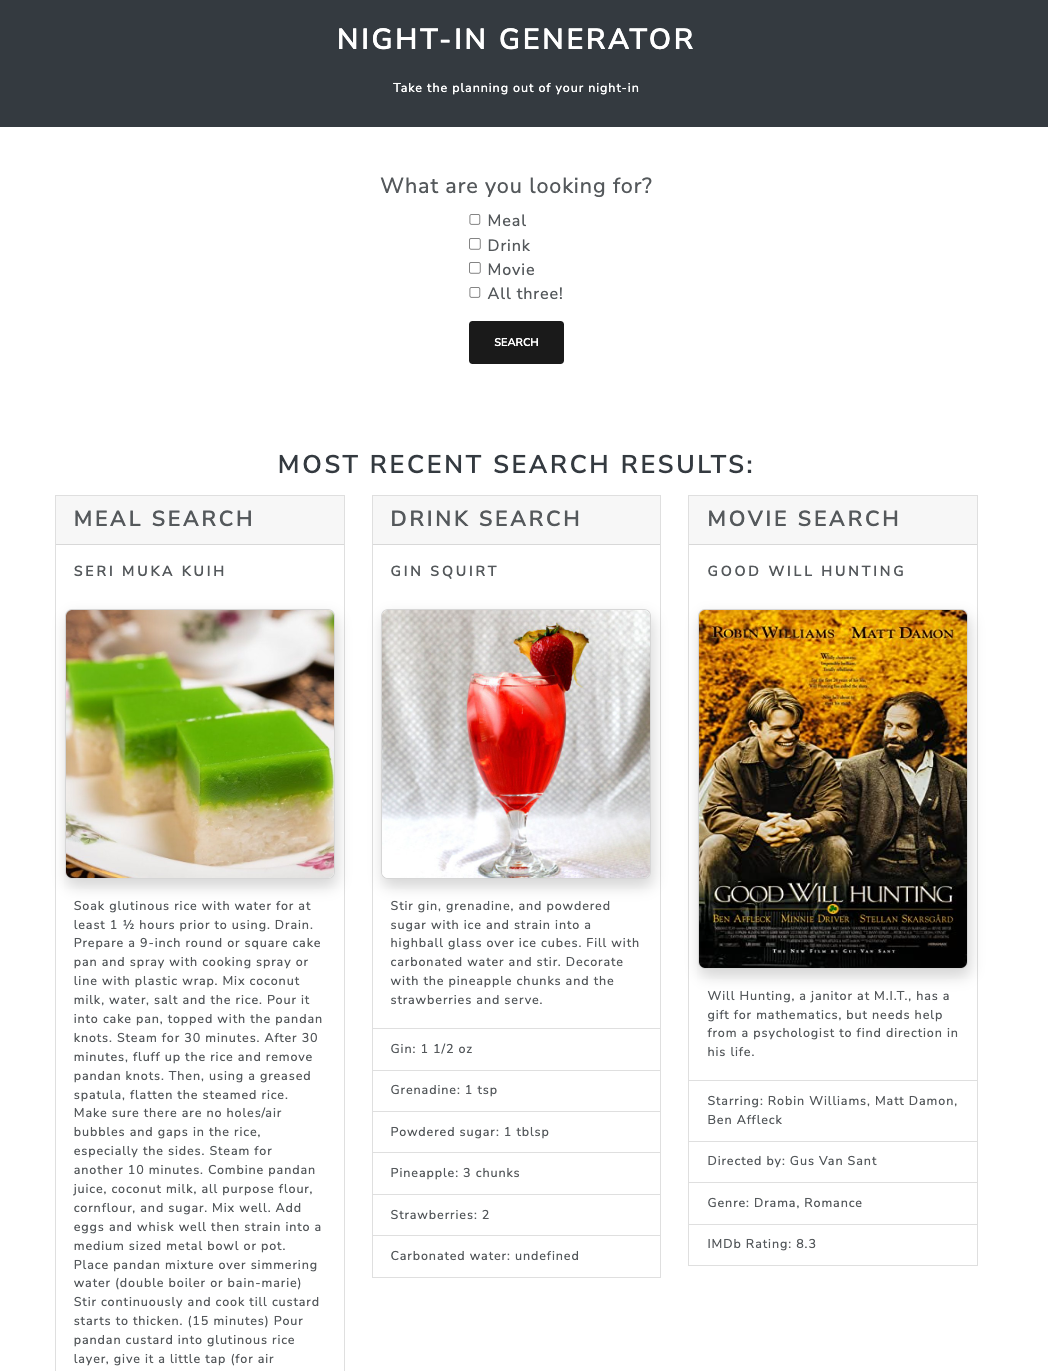 NIGHT-IN GENERATOR
Take the planning out of your night-in
What are you looking for?
Meal
Drink
Movie
All three!
SEARCH
MOST RECENT SEARCH RESULTS:
MEAL SEARCH
SERI MUKA KUIH
Soak glutinous rice with water for at
least 1 ½ hours prior to using. Drain.
Prepare a 9-inch round or square cake
pan and spray with cooking spray or
line with plastic wrap. Mix coconut
milk, water, salt and the rice. Pour it
into cake pan, topped with the pandan
knots. Steam for 30 minutes. After 30
minutes, fluff up the rice and remove
pandan knots. Then, using a greased
spatula, flatten the steamed rice.
Make sure there are no holes/air
bubbles and gaps in the rice,
especially the sides. Steam for
another 10 minutes. Combine pandan
juice, coconut milk, all purpose flour,
cornflour, and sugar. Mix well. Add
eggs and whisk well then strain into a
medium sized metal bowl or pot.
Place pandan mixture over simmering
water (double boiler or bain-marie)
Stir continuously and cook till custard
starts to thicken. (15 minutes) Pour
pandan custard into glutinous rice
layer, give it a little tap (for air
DRINK SEARCH
GIN SQUIRT
Stir gin, grenadine, and powdered
sugar with ice and strain into a
highball glass over ice cubes. Fill with
carbonated water and stir. Decorate
with the pineapple chunks and the
strawberries and serve.
Gin: 1 1/2 oz
Grenadine: 1 tsp
Powdered sugar: 1 tblsp
Pineapple: 3 chunks
Strawberries: 2
Carbonated water: undefined
MOVIE SEARCH
GOOD WILL HUNTING
ROBIN WILLIAMS MATT DAMON
GOOD WILL HUNTING
BEN AFFLECK MINNIE DRIVER STELLAN SKARSGÅRD
THE NEW FILM BY GUS VAN SANT
Will Hunting, a janitor at M.I.T., has a
gift for mathematics, but needs help
from a psychologist to find direction in
his life.
Starring: Robin Williams, Matt Damon,
Ben Affleck
Directed by: Gus Van Sant
Genre: Drama, Romance
IMDb Rating: 8.3